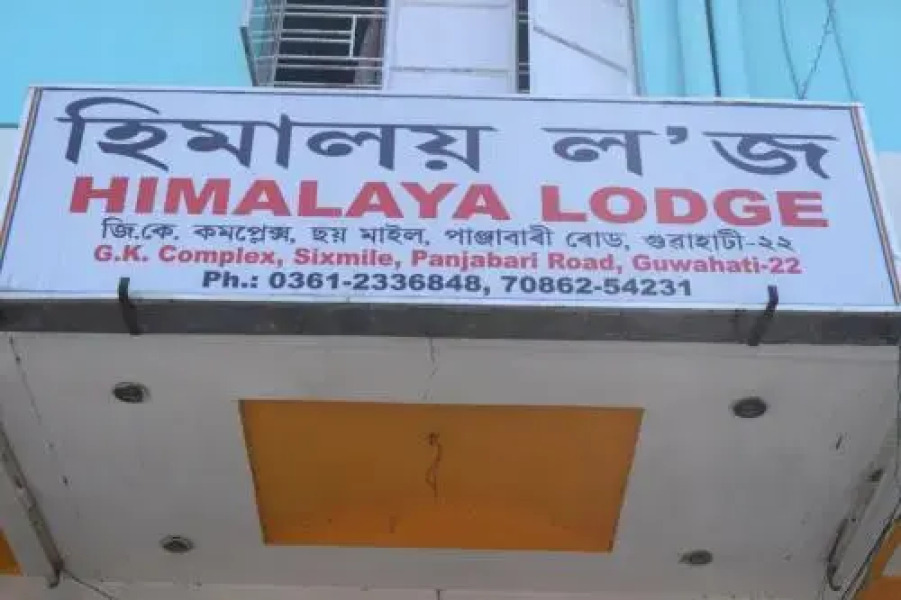 হিমালয় ল'জ
HIMALAYA LODGE
জি.কে. কমপ্লেক্স, ছয় মাইল, পাঞ্জাবাৰী ৰোড, গুৱাহাটী-২২
G.K. Complex, Sixmile, Panjabari Road, Guwahati-22
Ph.: 0361-2336848, 70862-54231